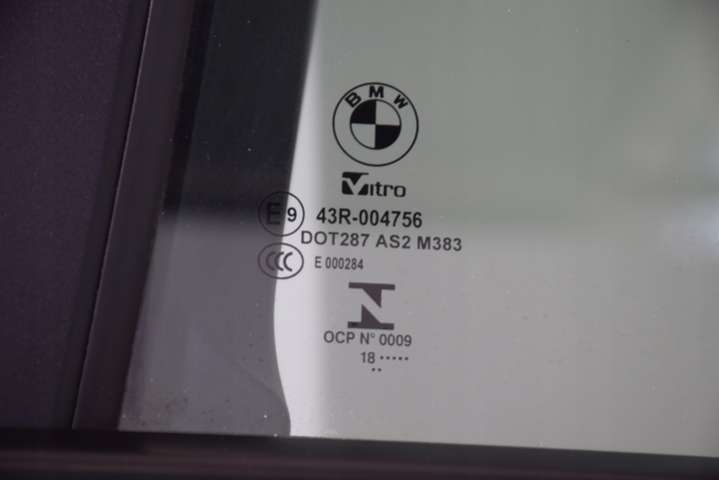 BMW
Vitro
E9 43R-004756
DOT287 AS2 M383
CCC E 000284
N
OCP N° 0009
18 •••••
••